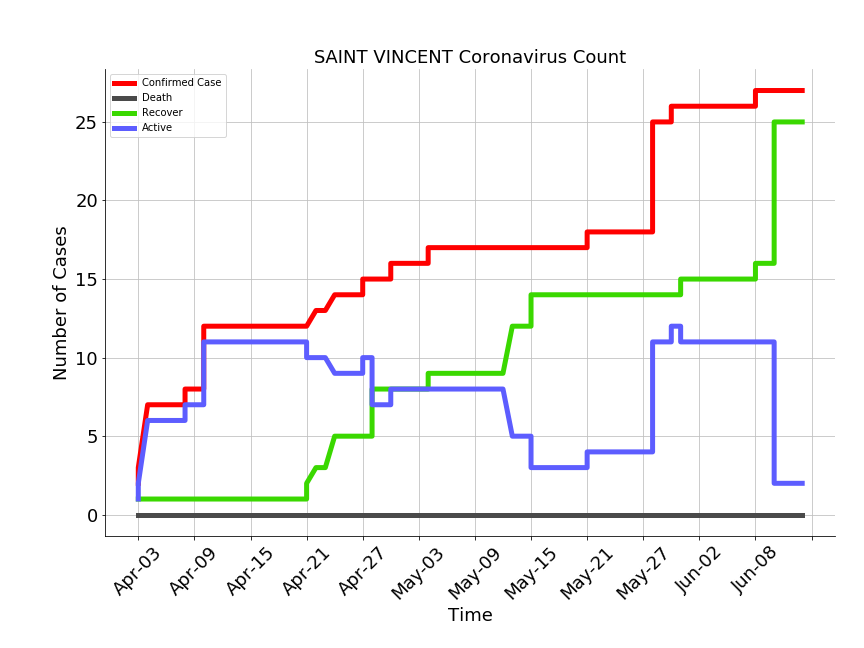 SAINT VINCENT Coronavirus Count
Confirmed Case
Death
Recover
Active
Number of Cases
25
20
15
10
5
0
Apr-03
Apr-09
Apr-15
Apr-21
Apr-27
May-03
May-09
May-15
May-21
May-27
Jun-02
Jun-08
Time